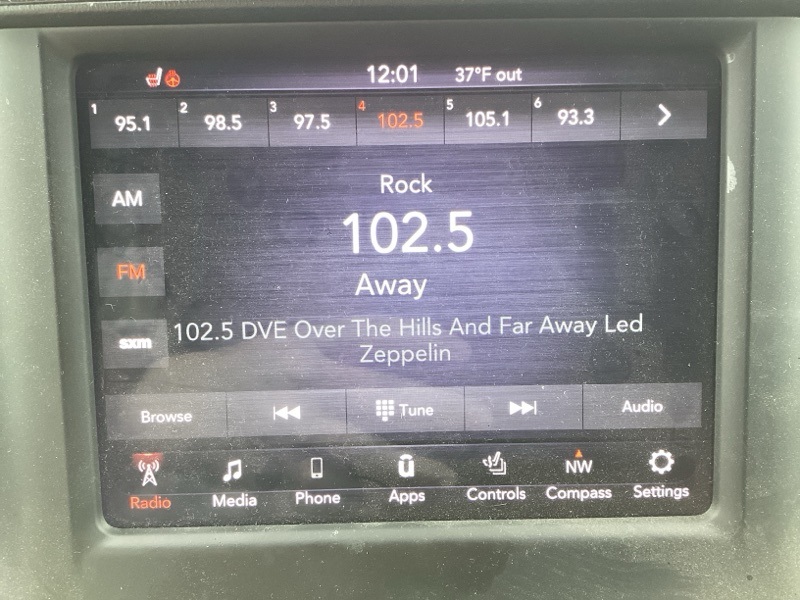 12:01 37°F out
1 95.1 2 98.5 3 97.5 4 102.5 5 105.1 6 93.3
AM
Rock
102.5
FM
Away
sxm
102.5 DVE Over The Hills And Far Away Led
Zeppelin
Browse Tune Audio
NW
Radio Media Phone Apps Controls Compass Settings